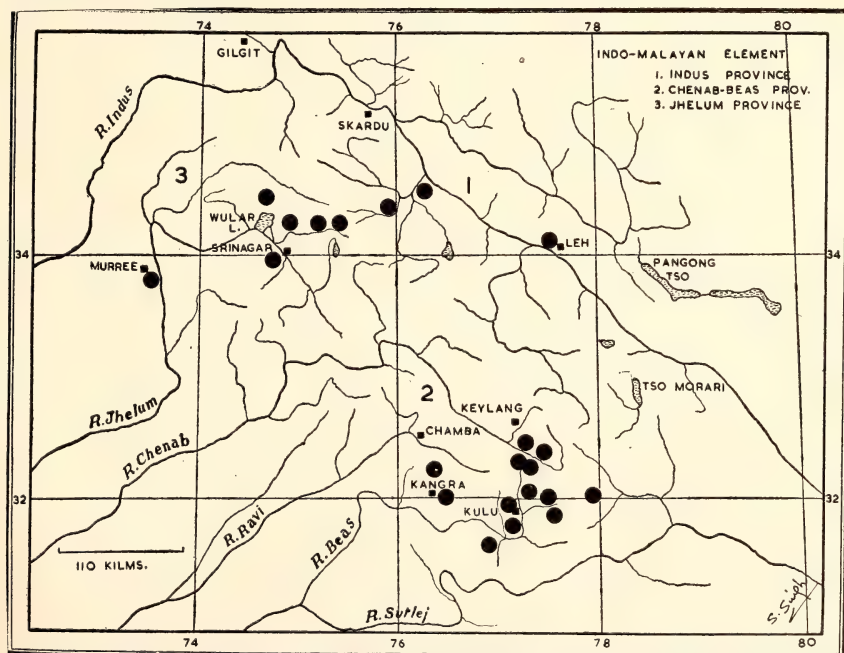 74 76 78 80
GILGIT
INDO-MALAYAN ELEMENT
1. INDUS PROVINCE
2. CHENAB-BEAS PROV.
3. JHELUM PROVINCE
R. Indus
SKARDU
3
1
WULAR
L.
SRINAGAR
LEH
34
34
MURREE
PANGONG
TSO
TSO MORARI
2
KEYLANG
R. Jhelum
CHAMBA
R. Chenab
KANGRA
32
32
KULU
R. Ravi
R. Beas
110 KILMS.
R. Sutlej
S. Singh
74 76 78 80